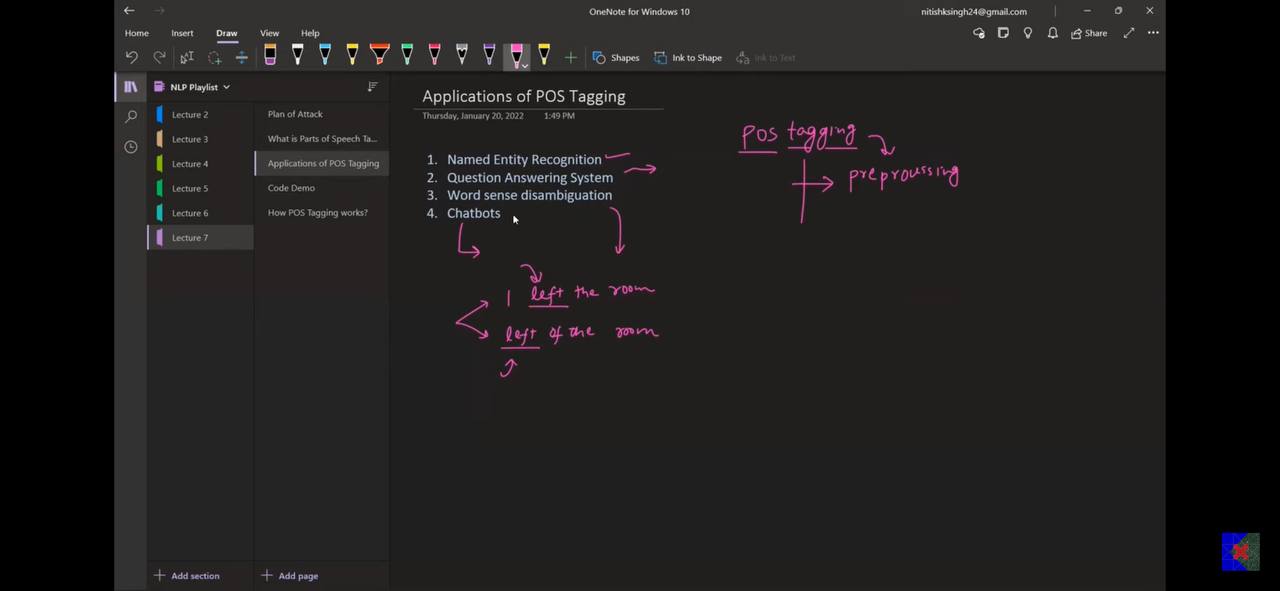 OneNote for Windows 10
nitishksingh24@gmail.com
Home Insert Draw View Help
Share
Shapes Ink to Shape Ink to Text
NLP Playlist
Lecture 2
Lecture 3
Lecture 4
Lecture 5
Lecture 6
Lecture 7
Plan of Attack
What is Parts of Speech Ta...
Applications of POS Tagging
Code Demo
How POS Tagging works?
Applications of POS Tagging
Thursday, January 20, 2022 1:49 PM
1. Named Entity Recognition
2. Question Answering System
3. Word sense disambiguation
4. Chatbots
I left the room
left of the room
POS tagging
preprocessing
Add section
Add page